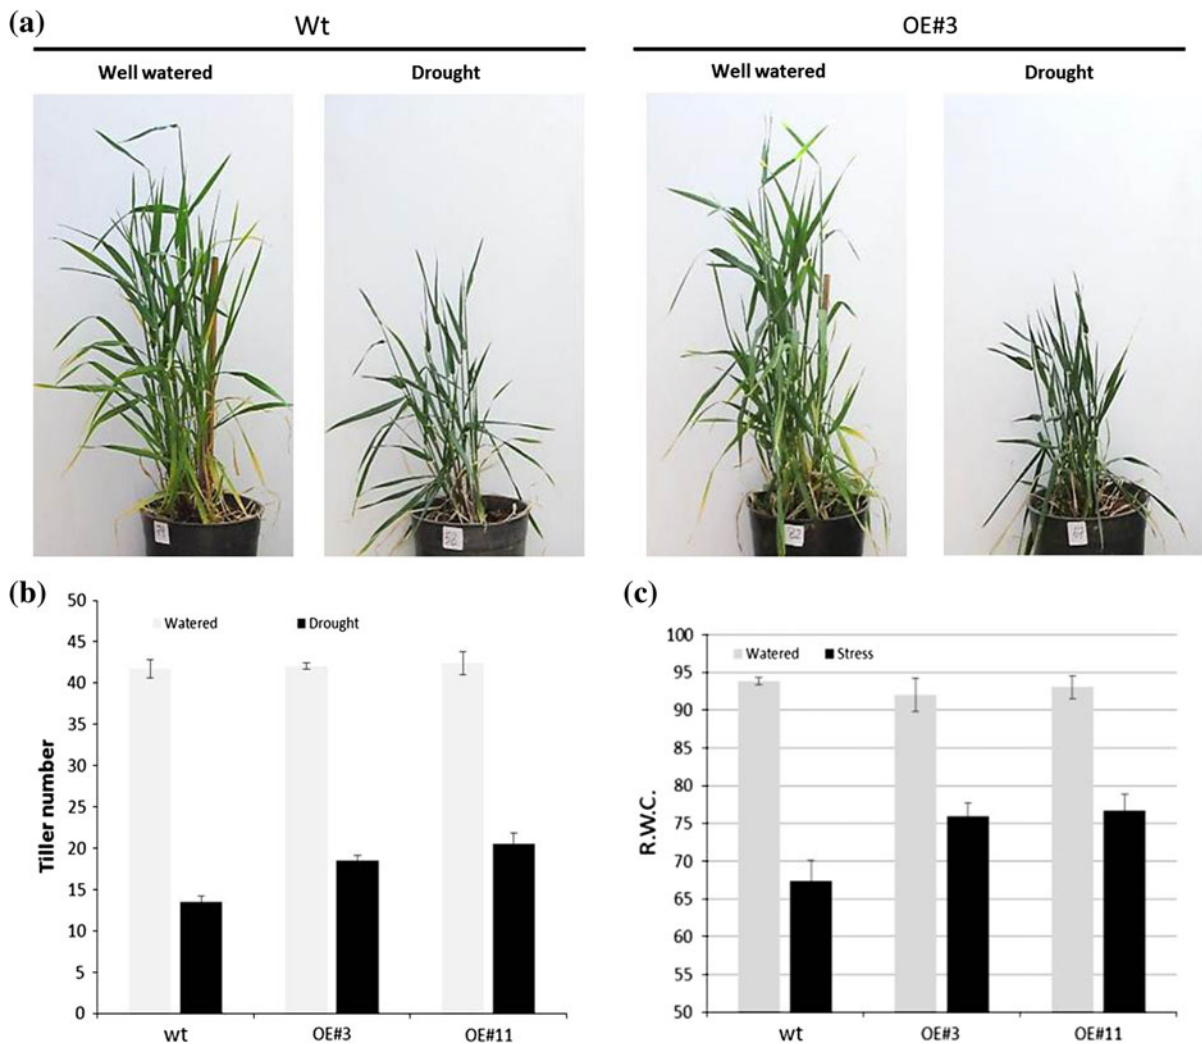 (a)
Wt
OE#3
Well watered
Drought
Well watered
Drought
52
(b)
Tiller number
50
45
40
35
30
25
20
15
10
5
0
Watered
Drought
wt
OE#3
OE#11
(c)
R.W.C.
100
95
90
85
80
75
70
65
60
55
50
Watered
Stress
wt
OE#3
OE#11